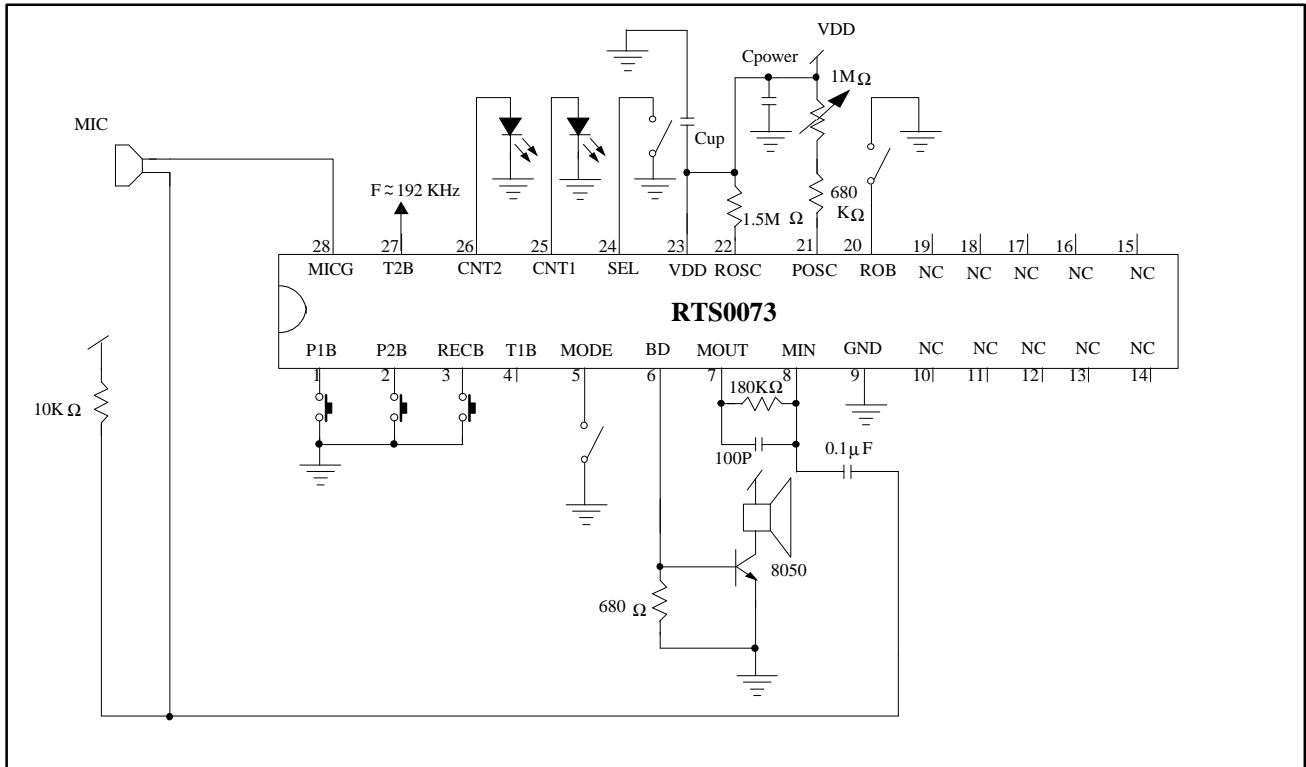 VDD
Cpower
1MΩ
MIC
Cup
F≈192 KHz
680
KΩ
1.5M Ω
28 27 26 25 24 23 22 21 20 19 18 17 16 15
MICG T2B CNT2 CNT1 SEL VDD ROSC POSC ROB NC NC NC NC NC
RTS0073
P1B P2B RECB T1B MODE BD MOUT MIN GND NC NC NC NC NC
1 2 3 4 5 6 7 8 9 10 11 12 13 14
180KΩ
10K Ω
100P
0.1μF
8050
680 Ω